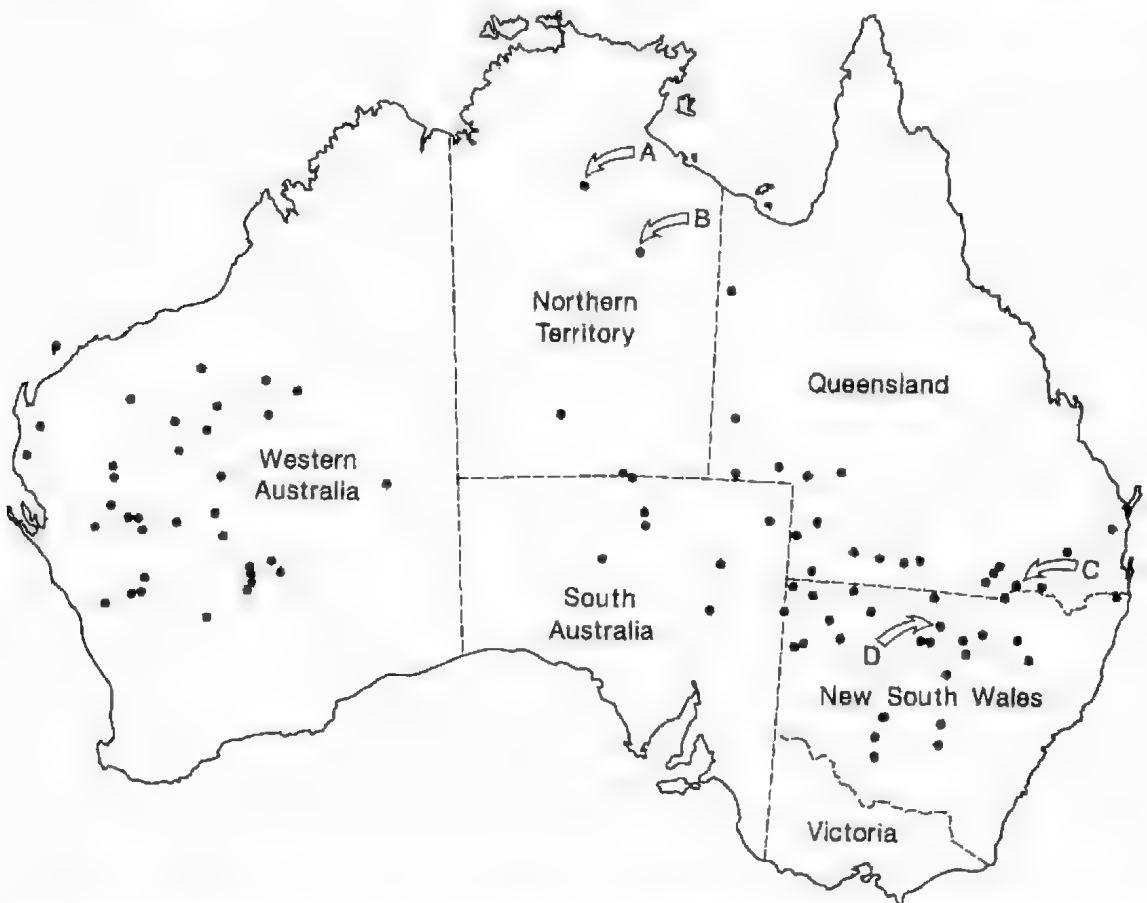 A
B
Northern
Territory
Queensland
Western
Australia
C
South
Australia
D
New South Wales
Victoria